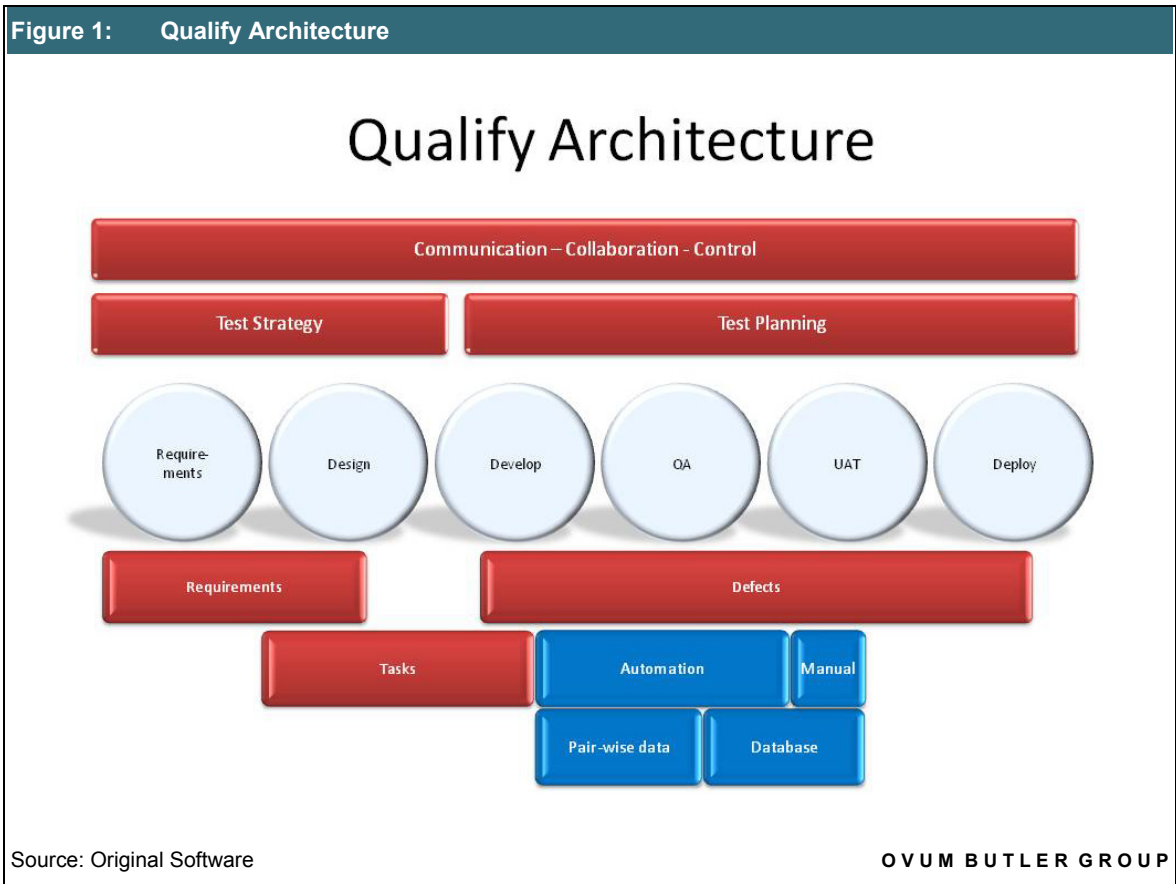 Figure 1: Qualify Architecture
Qualify Architecture
Communication – Collaboration - Control
Test Strategy
Test Planning
Require-
ments
Design
Develop
QA
UAT
Deploy
Requirements
Defects
Tasks
Automation
Manual
Pair-wise data
Database
Source: Original Software
OVUM BUTLER GROUP